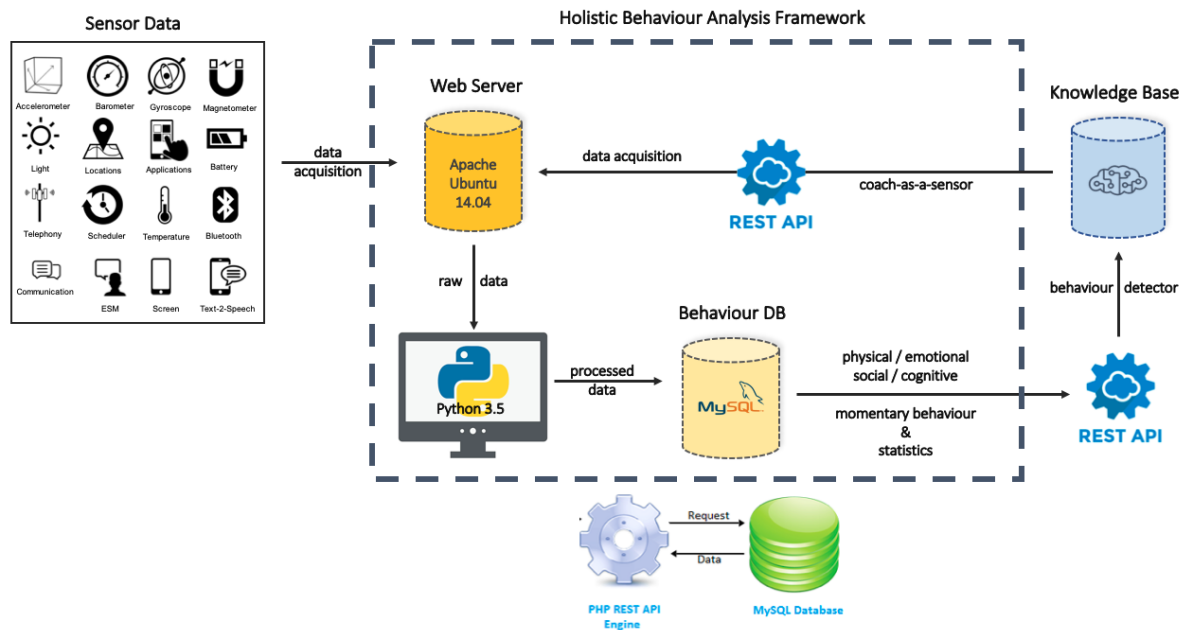 Sensor Data
Accelerometer
Barometer
Gyroscope
Magnetometer
Light
Locations
Applications
Battery
Telephony
Scheduler
Temperature
Bluetooth
Communication
ESM
Screen
Text-2-Speech
data
acquisition
Holistic Behaviour Analysis Framework
Web Server
Apache
Ubuntu
14.04
data acquisition
REST API
coach-as-a-sensor
Knowledge Base
raw
data
Python 3.5
processed
data
Behaviour DB
MySQL
physical / emotional
social / cognitive
momentary behaviour
&
statistics
behaviour
detector
REST API
Request
Data
PHP REST API
Engine
MySQL Database